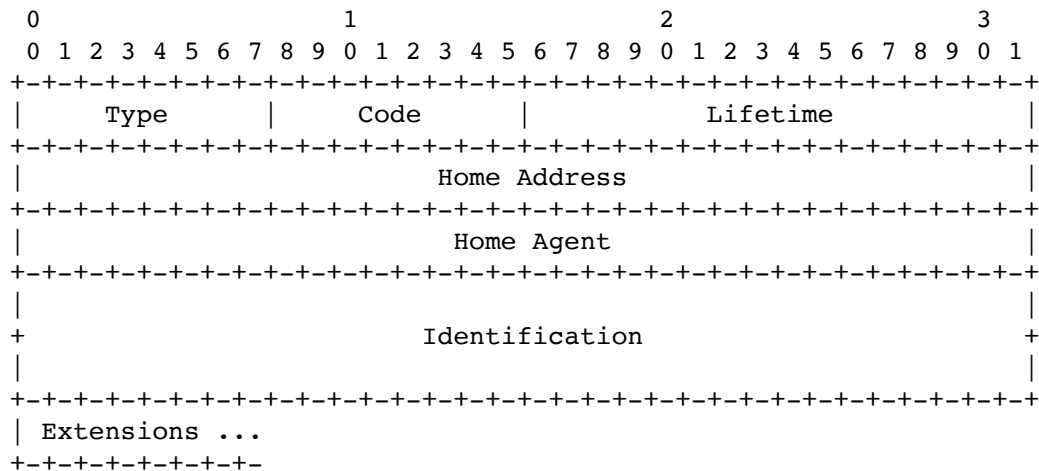 0                   1                   2                   3
 0 1 2 3 4 5 6 7 8 9 0 1 2 3 4 5 6 7 8 9 0 1 2 3 4 5 6 7 8 9 0 1
+-+-+-+-+-+-+-+-+-+-+-+-+-+-+-+-+-+-+-+-+-+-+-+-+-+-+-+-+-+-+-+-+
|     Type      |     Code      |           Lifetime            |
+-+-+-+-+-+-+-+-+-+-+-+-+-+-+-+-+-+-+-+-+-+-+-+-+-+-+-+-+-+-+-+-+
|                          Home Address                         |
+-+-+-+-+-+-+-+-+-+-+-+-+-+-+-+-+-+-+-+-+-+-+-+-+-+-+-+-+-+-+-+-+
|                           Home Agent                          |
+-+-+-+-+-+-+-+-+-+-+-+-+-+-+-+-+-+-+-+-+-+-+-+-+-+-+-+-+-+-+-+-+
|                                                               |
+                         Identification                        +
|                                                               |
+-+-+-+-+-+-+-+-+-+-+-+-+-+-+-+-+-+-+-+-+-+-+-+-+-+-+-+-+-+-+-+-+
| Extensions ...
+-+-+-+-+-+-+-+-